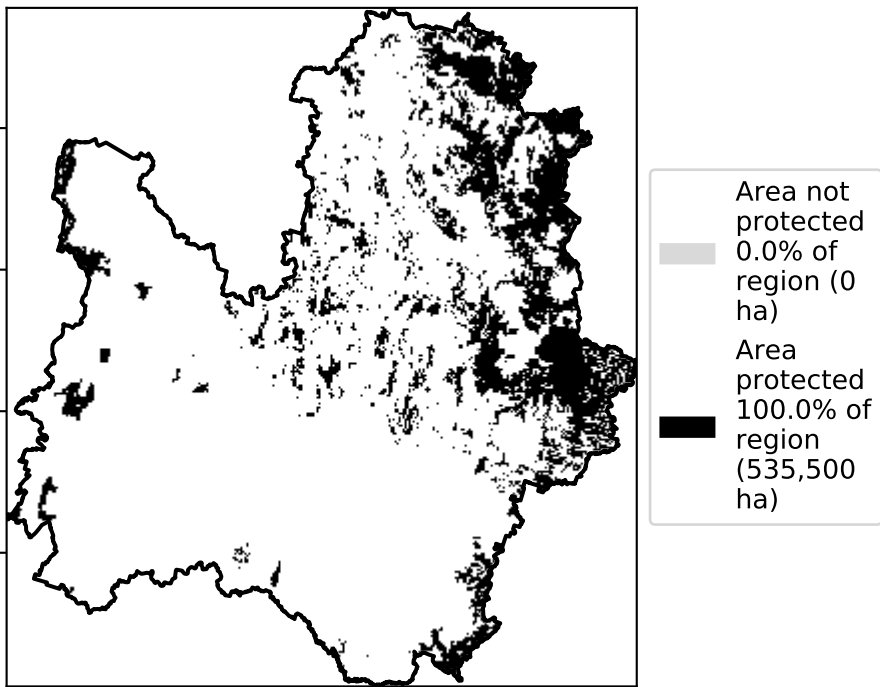 Area not
protected
0.0% of
region (0
ha)
Area
protected
100.0% of
region
(535,500
ha)